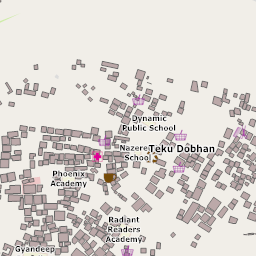 Dynamic
Public School
Nazere
School
Teku Dobhan
Phoenix
Academy
Radiant
Readers
Academy
Gyandeep